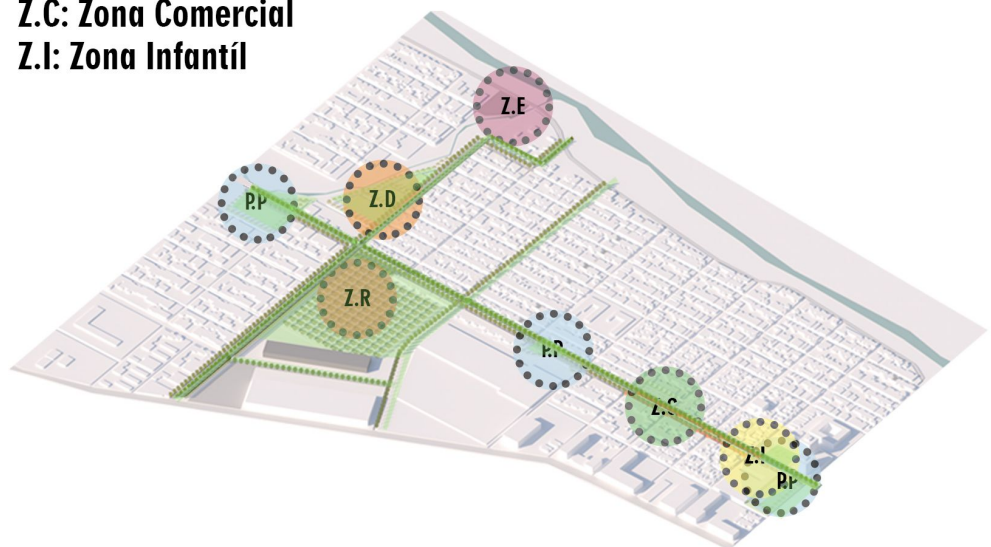 Z.C: Zona Comercial
Z.I: Zona Infantíl
Z.E
P.P
Z.D
Z.R
P.P
Z.C
Z.I
P.P